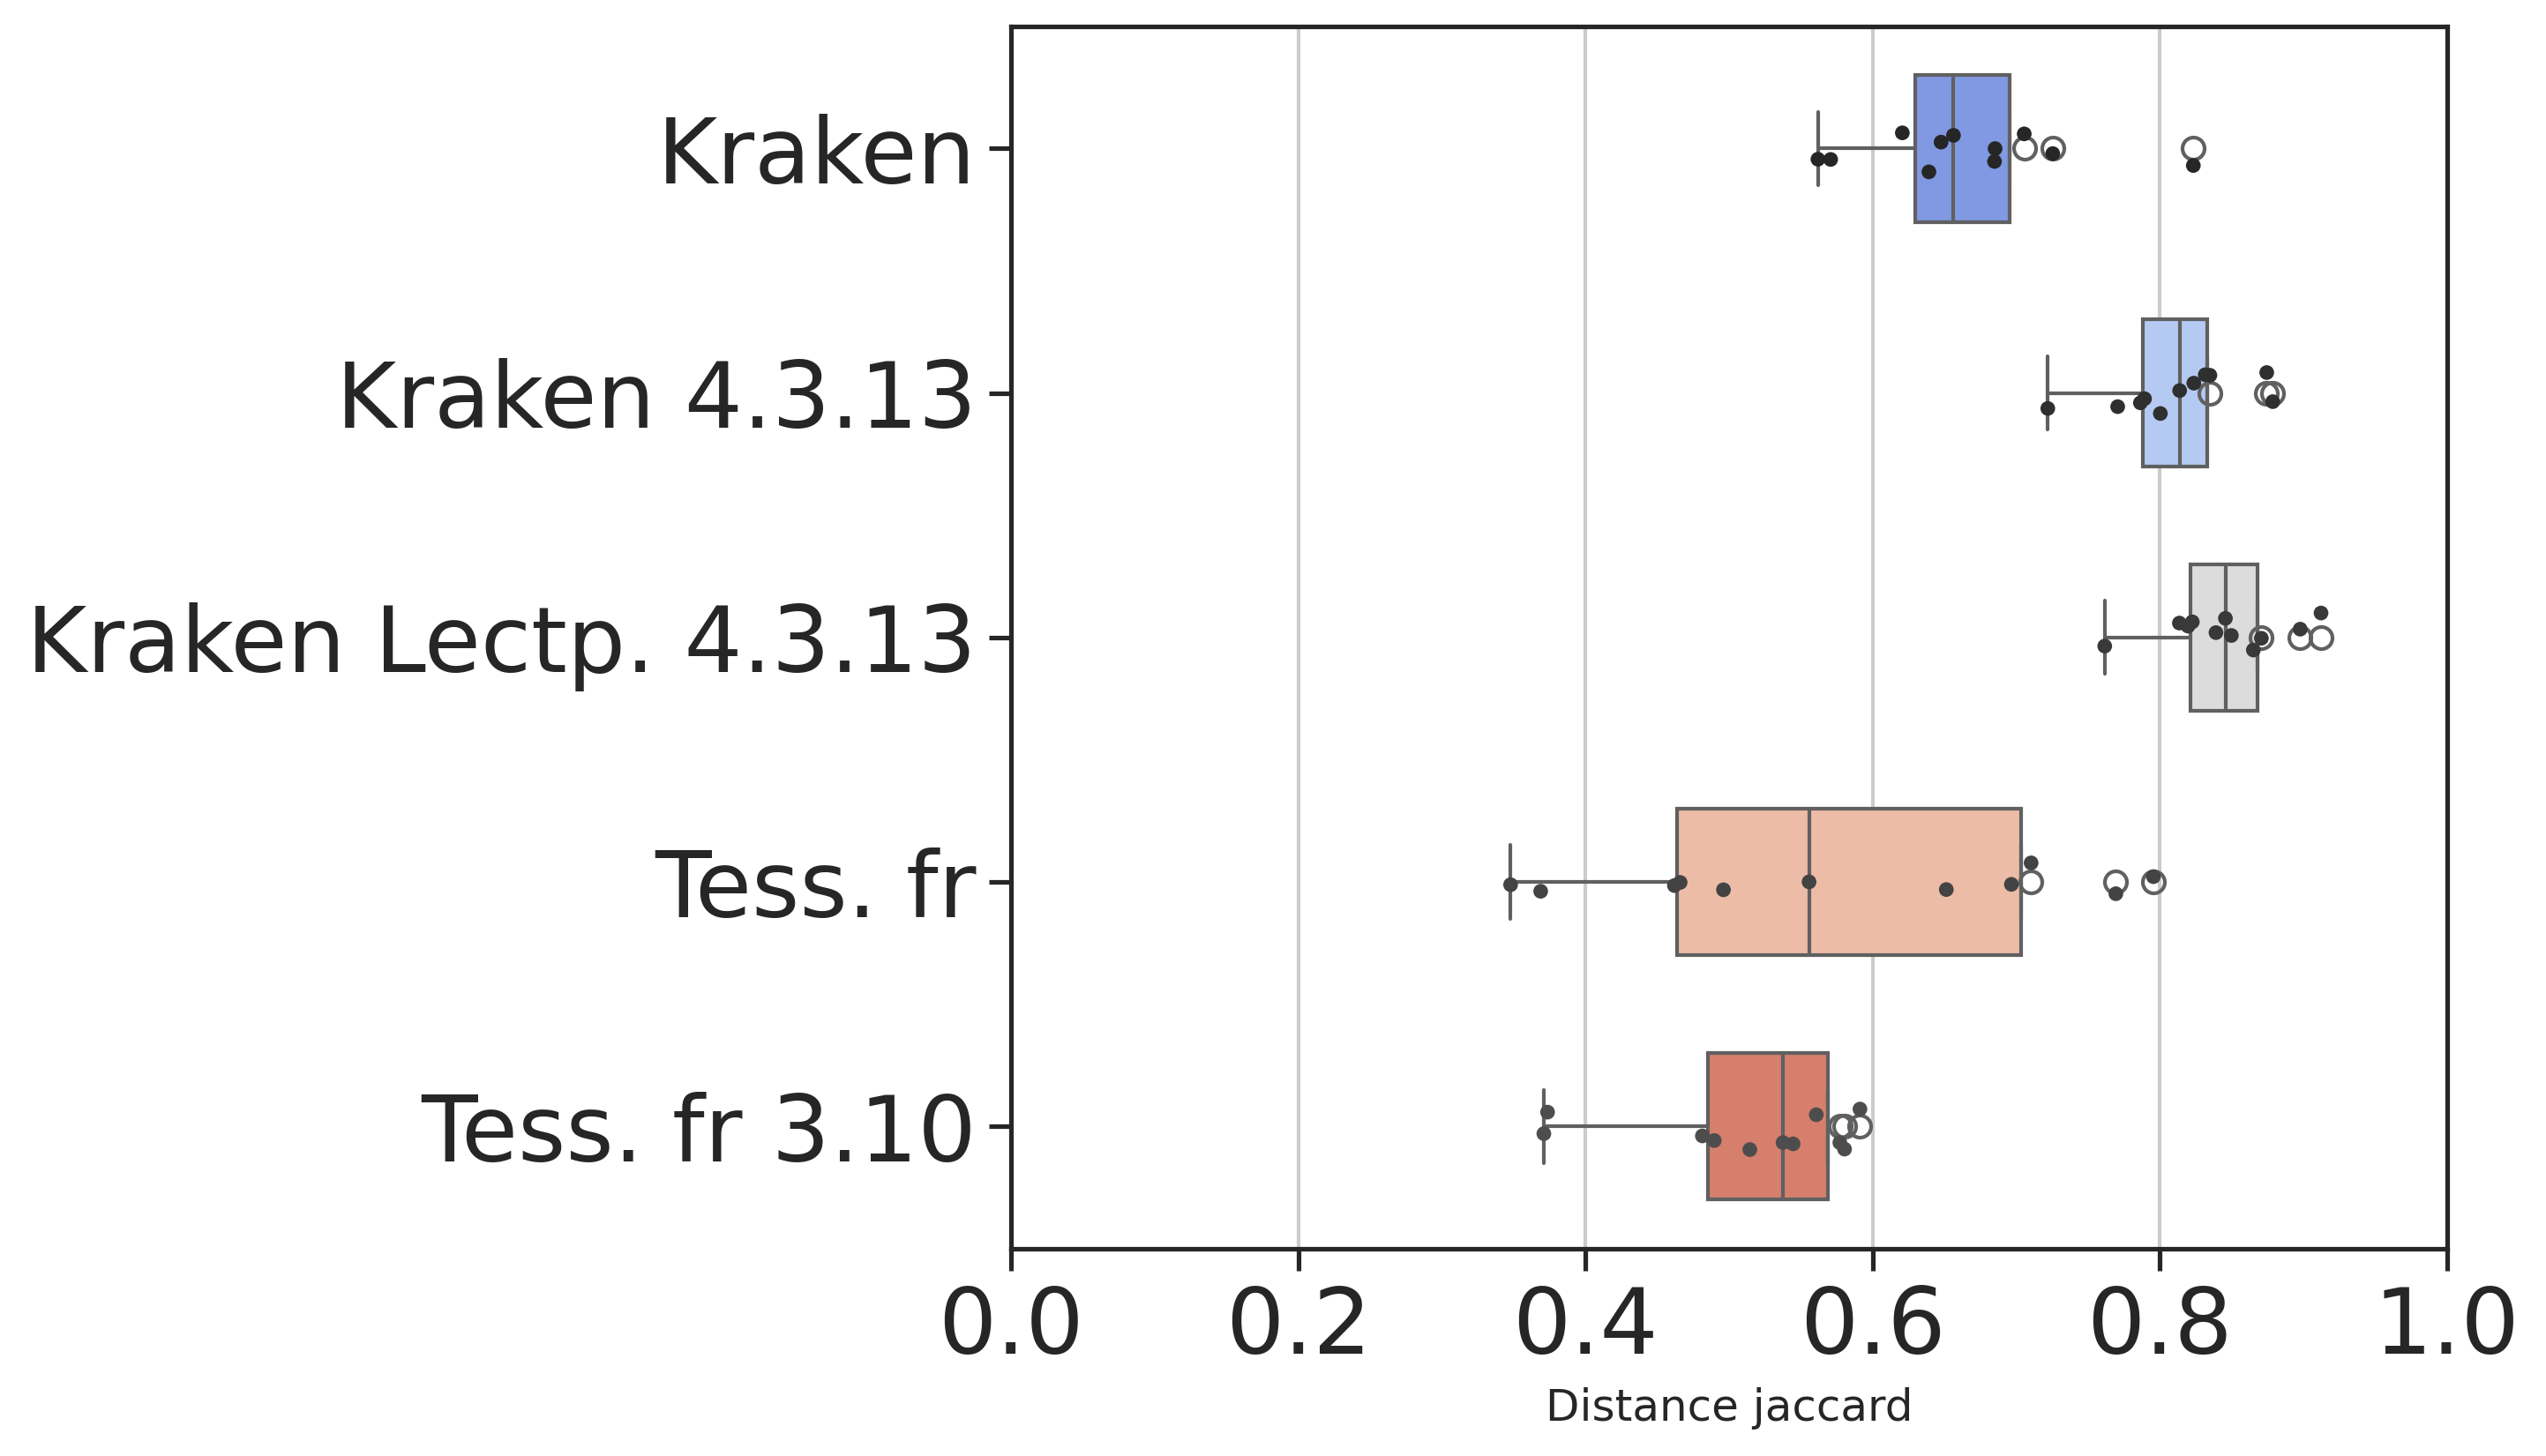 Kraken
Kraken 4.3.13
Kraken Lectp. 4.3.13
Tess. fr
Tess. fr 3.10
0.0 0.2 0.4 0.6 0.8 1.0
Distance jaccard